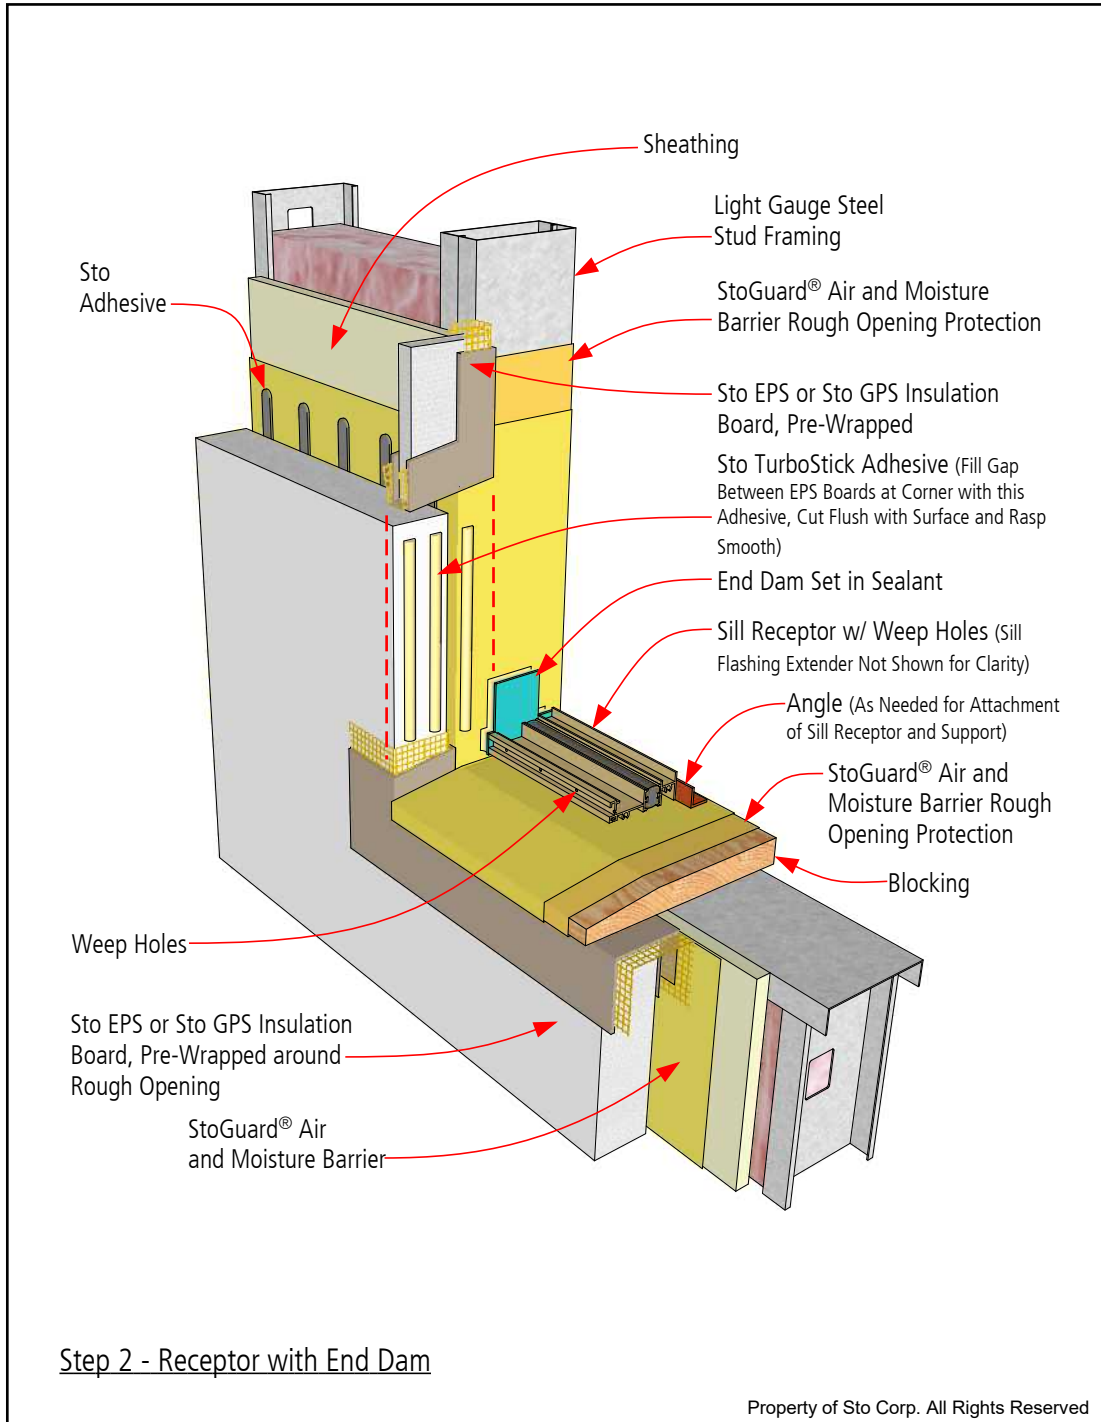 Sheathing
Light Gauge Steel
Stud Framing
Sto
Adhesive
StoGuard® Air and Moisture
Barrier Rough Opening Protection
Sto EPS or Sto GPS Insulation
Board, Pre-Wrapped
Sto TurboStick Adhesive (Fill Gap
Between EPS Boards at Corner with this
Adhesive, Cut Flush with Surface and Rasp
Smooth)
End Dam Set in Sealant
Sill Receptor w/ Weep Holes (Sill
Flashing Extender Not Shown for Clarity)
Angle (As Needed for Attachment
of Sill Receptor and Support)
StoGuard® Air and
Moisture Barrier Rough
Opening Protection
Blocking
Weep Holes
Sto EPS or Sto GPS Insulation
Board, Pre-Wrapped around
Rough Opening
StoGuard® Air
and Moisture Barrier
Step 2 - Receptor with End Dam
Property of Sto Corp. All Rights Reserved